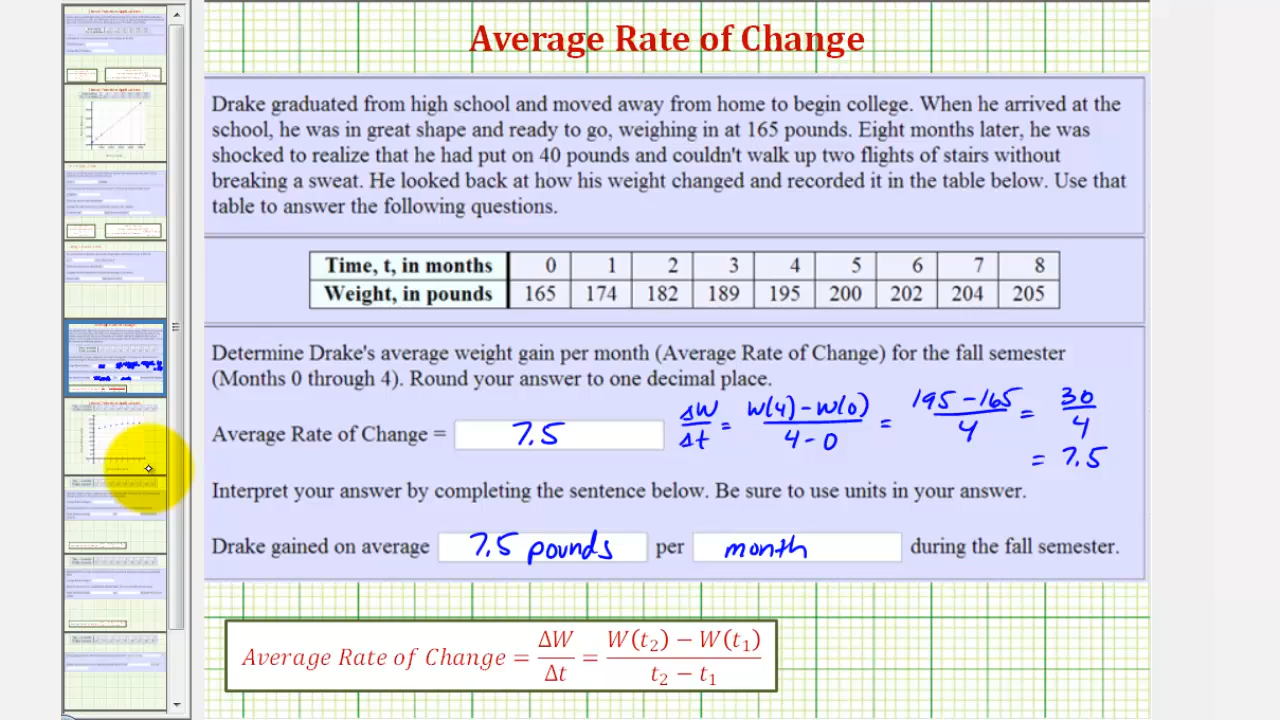 Average Rate of Change
Drake graduated from high school and moved away from home to begin college. When he arrived at the
school, he was in great shape and ready to go, weighing in at 165 pounds. Eight months later, he was
shocked to realize that he had put on 40 pounds and couldn't walk up two flights of stairs without
breaking a sweat. He looked back at how his weight changed and recorded it in the table below. Use that
table to answer the following questions.
Time, t, in months 0 1 2 3 4 5 6 7 8
Weight, in pounds 165 174 182 189 195 200 202 204 205
Determine Drake's average weight gain per month (Average Rate of Change) for the fall semester
(Months 0 through 4). Round your answer to one decimal place.
Average Rate of Change = 7.5
ΔW/Δt = W(4) - W(0)/4 - 0 = 195 - 165/4 = 30/4
= 7.5
Interpret your answer by completing the sentence below. Be sure to use units in your answer.
Drake gained on average 7.5 pounds per month during the fall semester.
Average Rate of Change = ΔW/Δt = W(t₂) − W(t₁)/t₂ − t₁